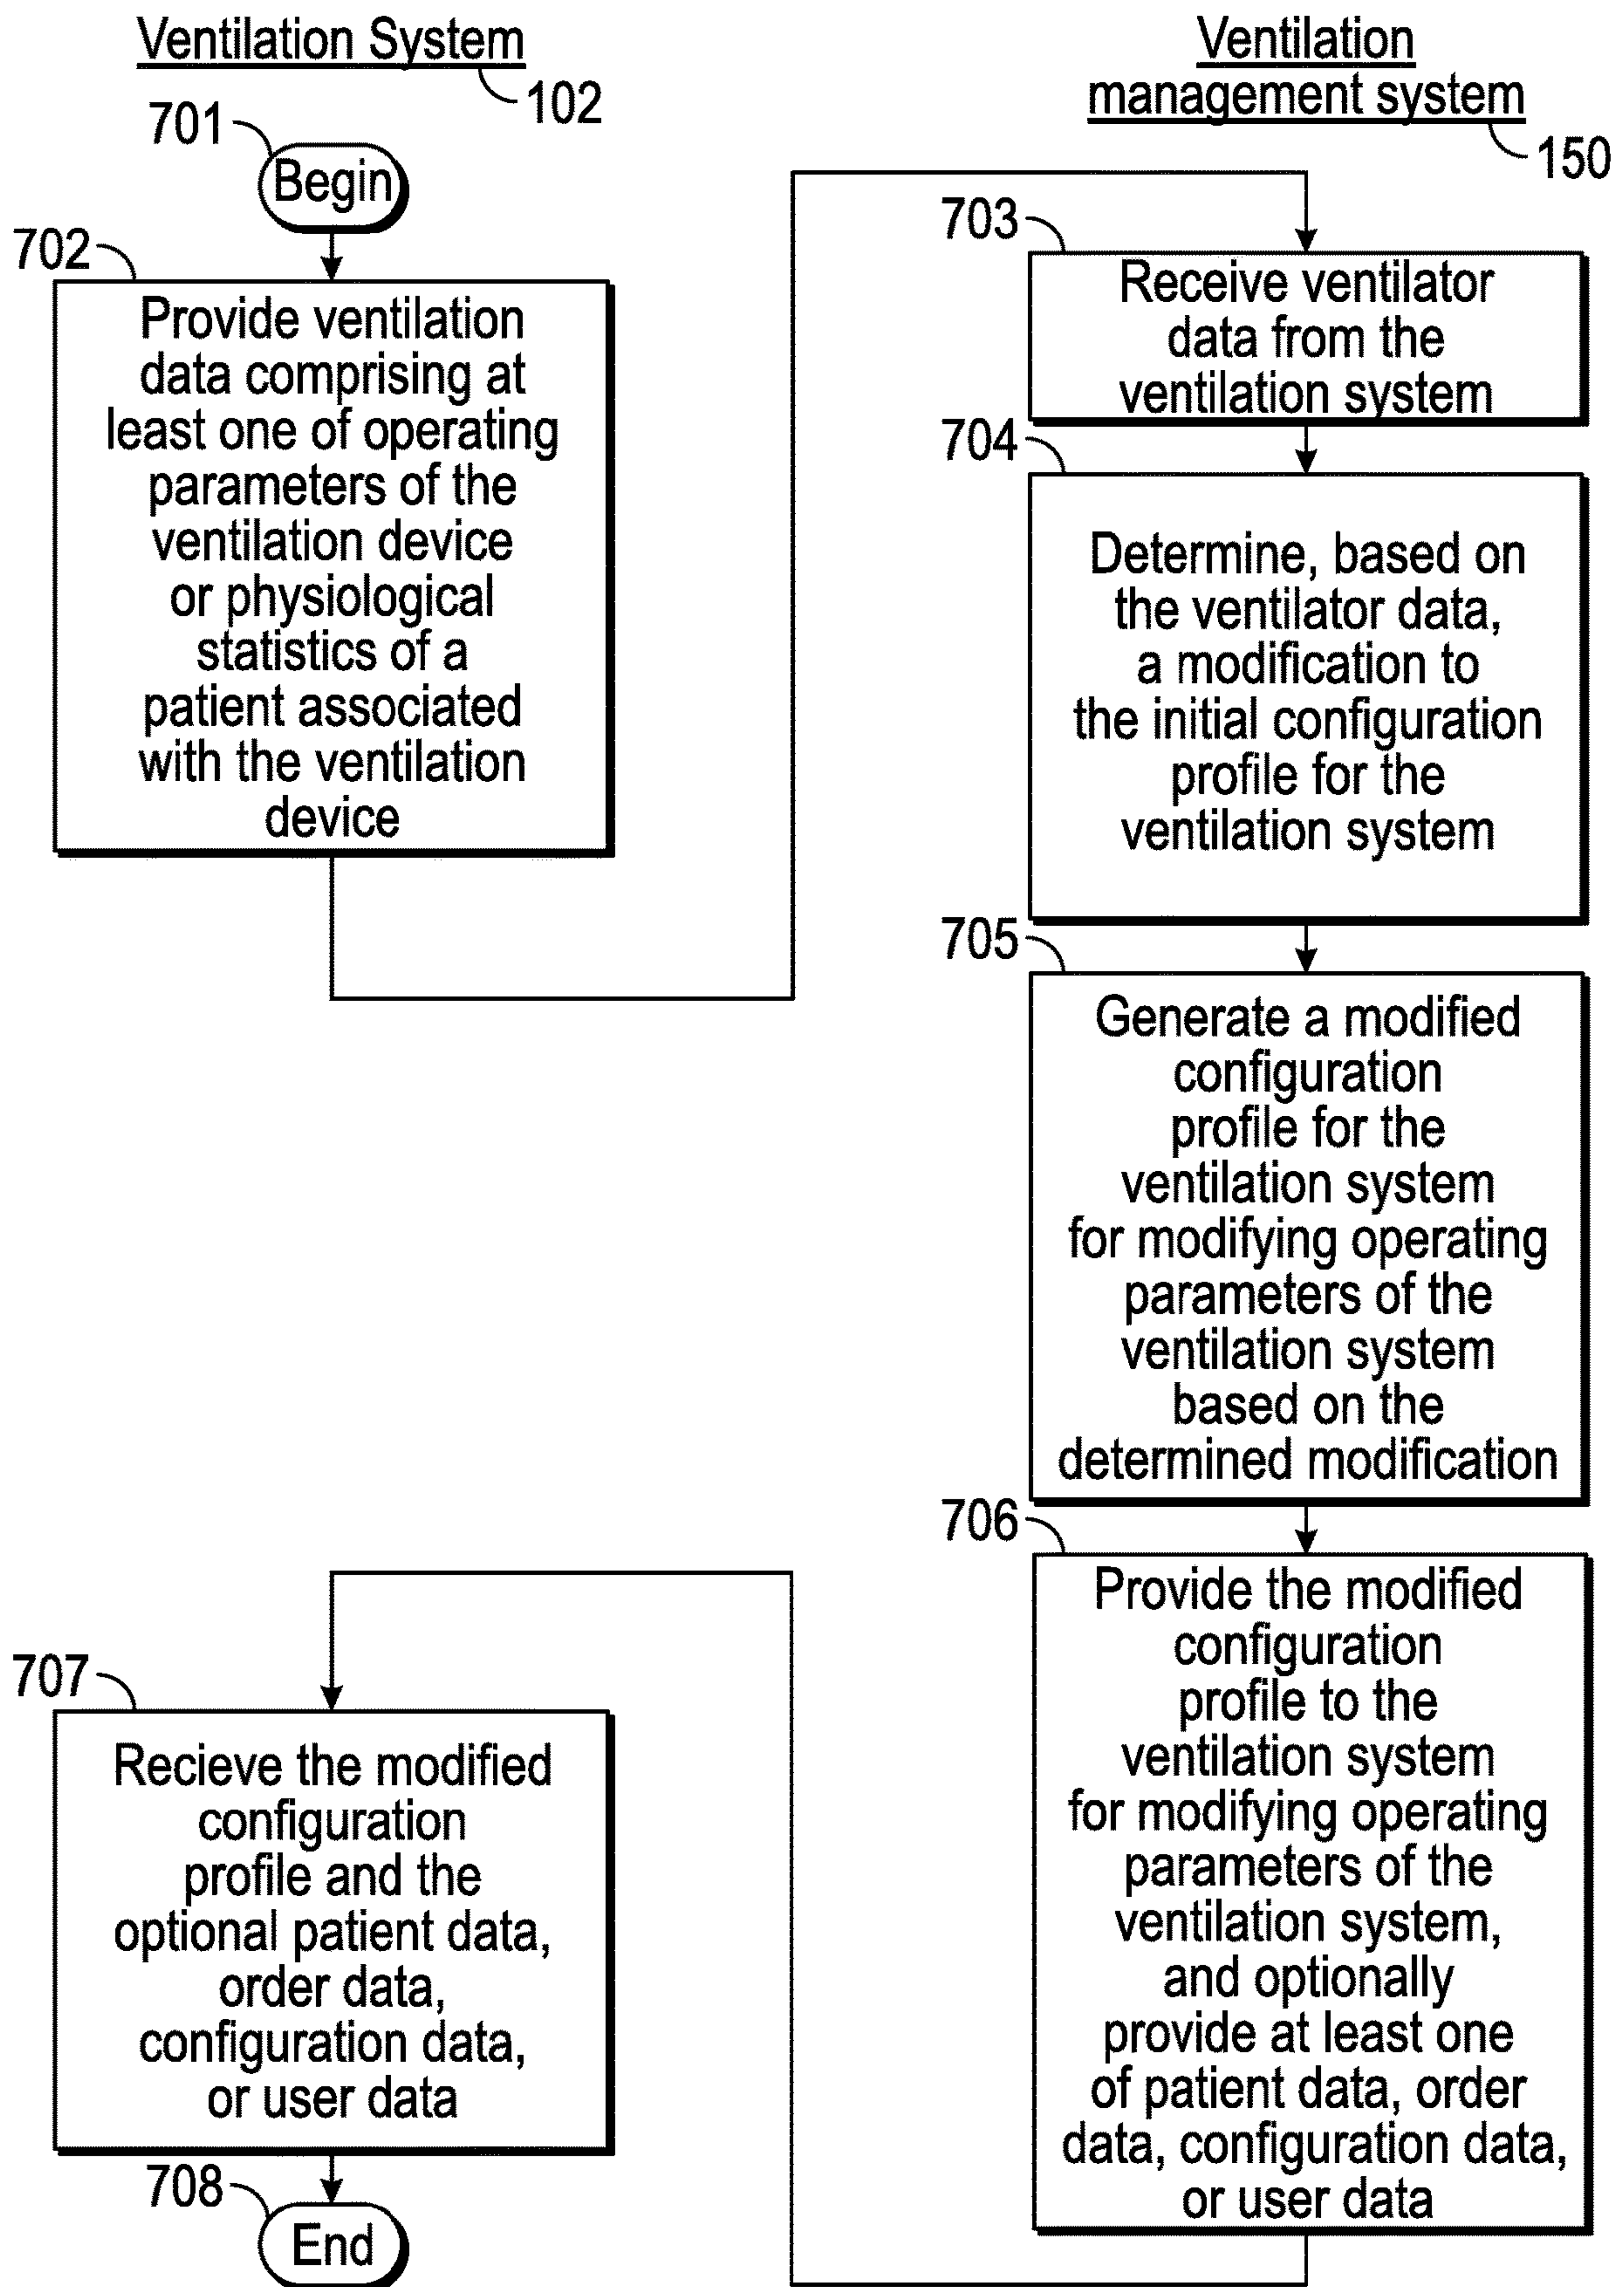 Ventilation System
102
701
Begin
702
Provide ventilation
data comprising at
least one of operating
parameters of the
ventilation device
or physiological
statistics of a
patient associated
with the ventilation
device
Ventilation
management system
150
703
Receive ventilator
data from the
ventilation system
704
Determine, based on
the ventilator data,
a modification to
the initial configuration
profile for the
ventilation system
705
Generate a modified
configuration
profile for the
ventilation system
for modifying operating
parameters of the
ventilation system
based on the
determined modification
706
Provide the modified
configuration
profile to the
ventilation system
for modifying operating
parameters of the
ventilation system,
and optionally
provide at least one
of patient data, order
data, configuration data,
or user data
707
Recieve the modified
configuration
profile and the
optional patient data,
order data,
configuration data,
or user data
708
End